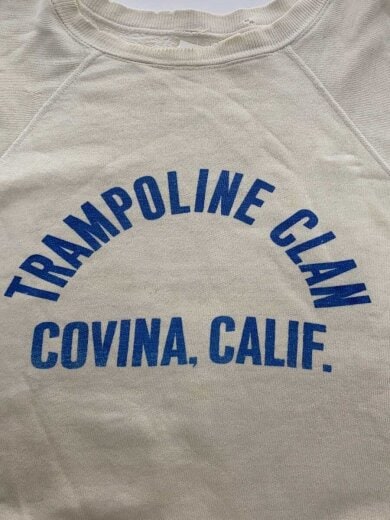 TRAMPOLINE CLAN
COVINA, CALIF.